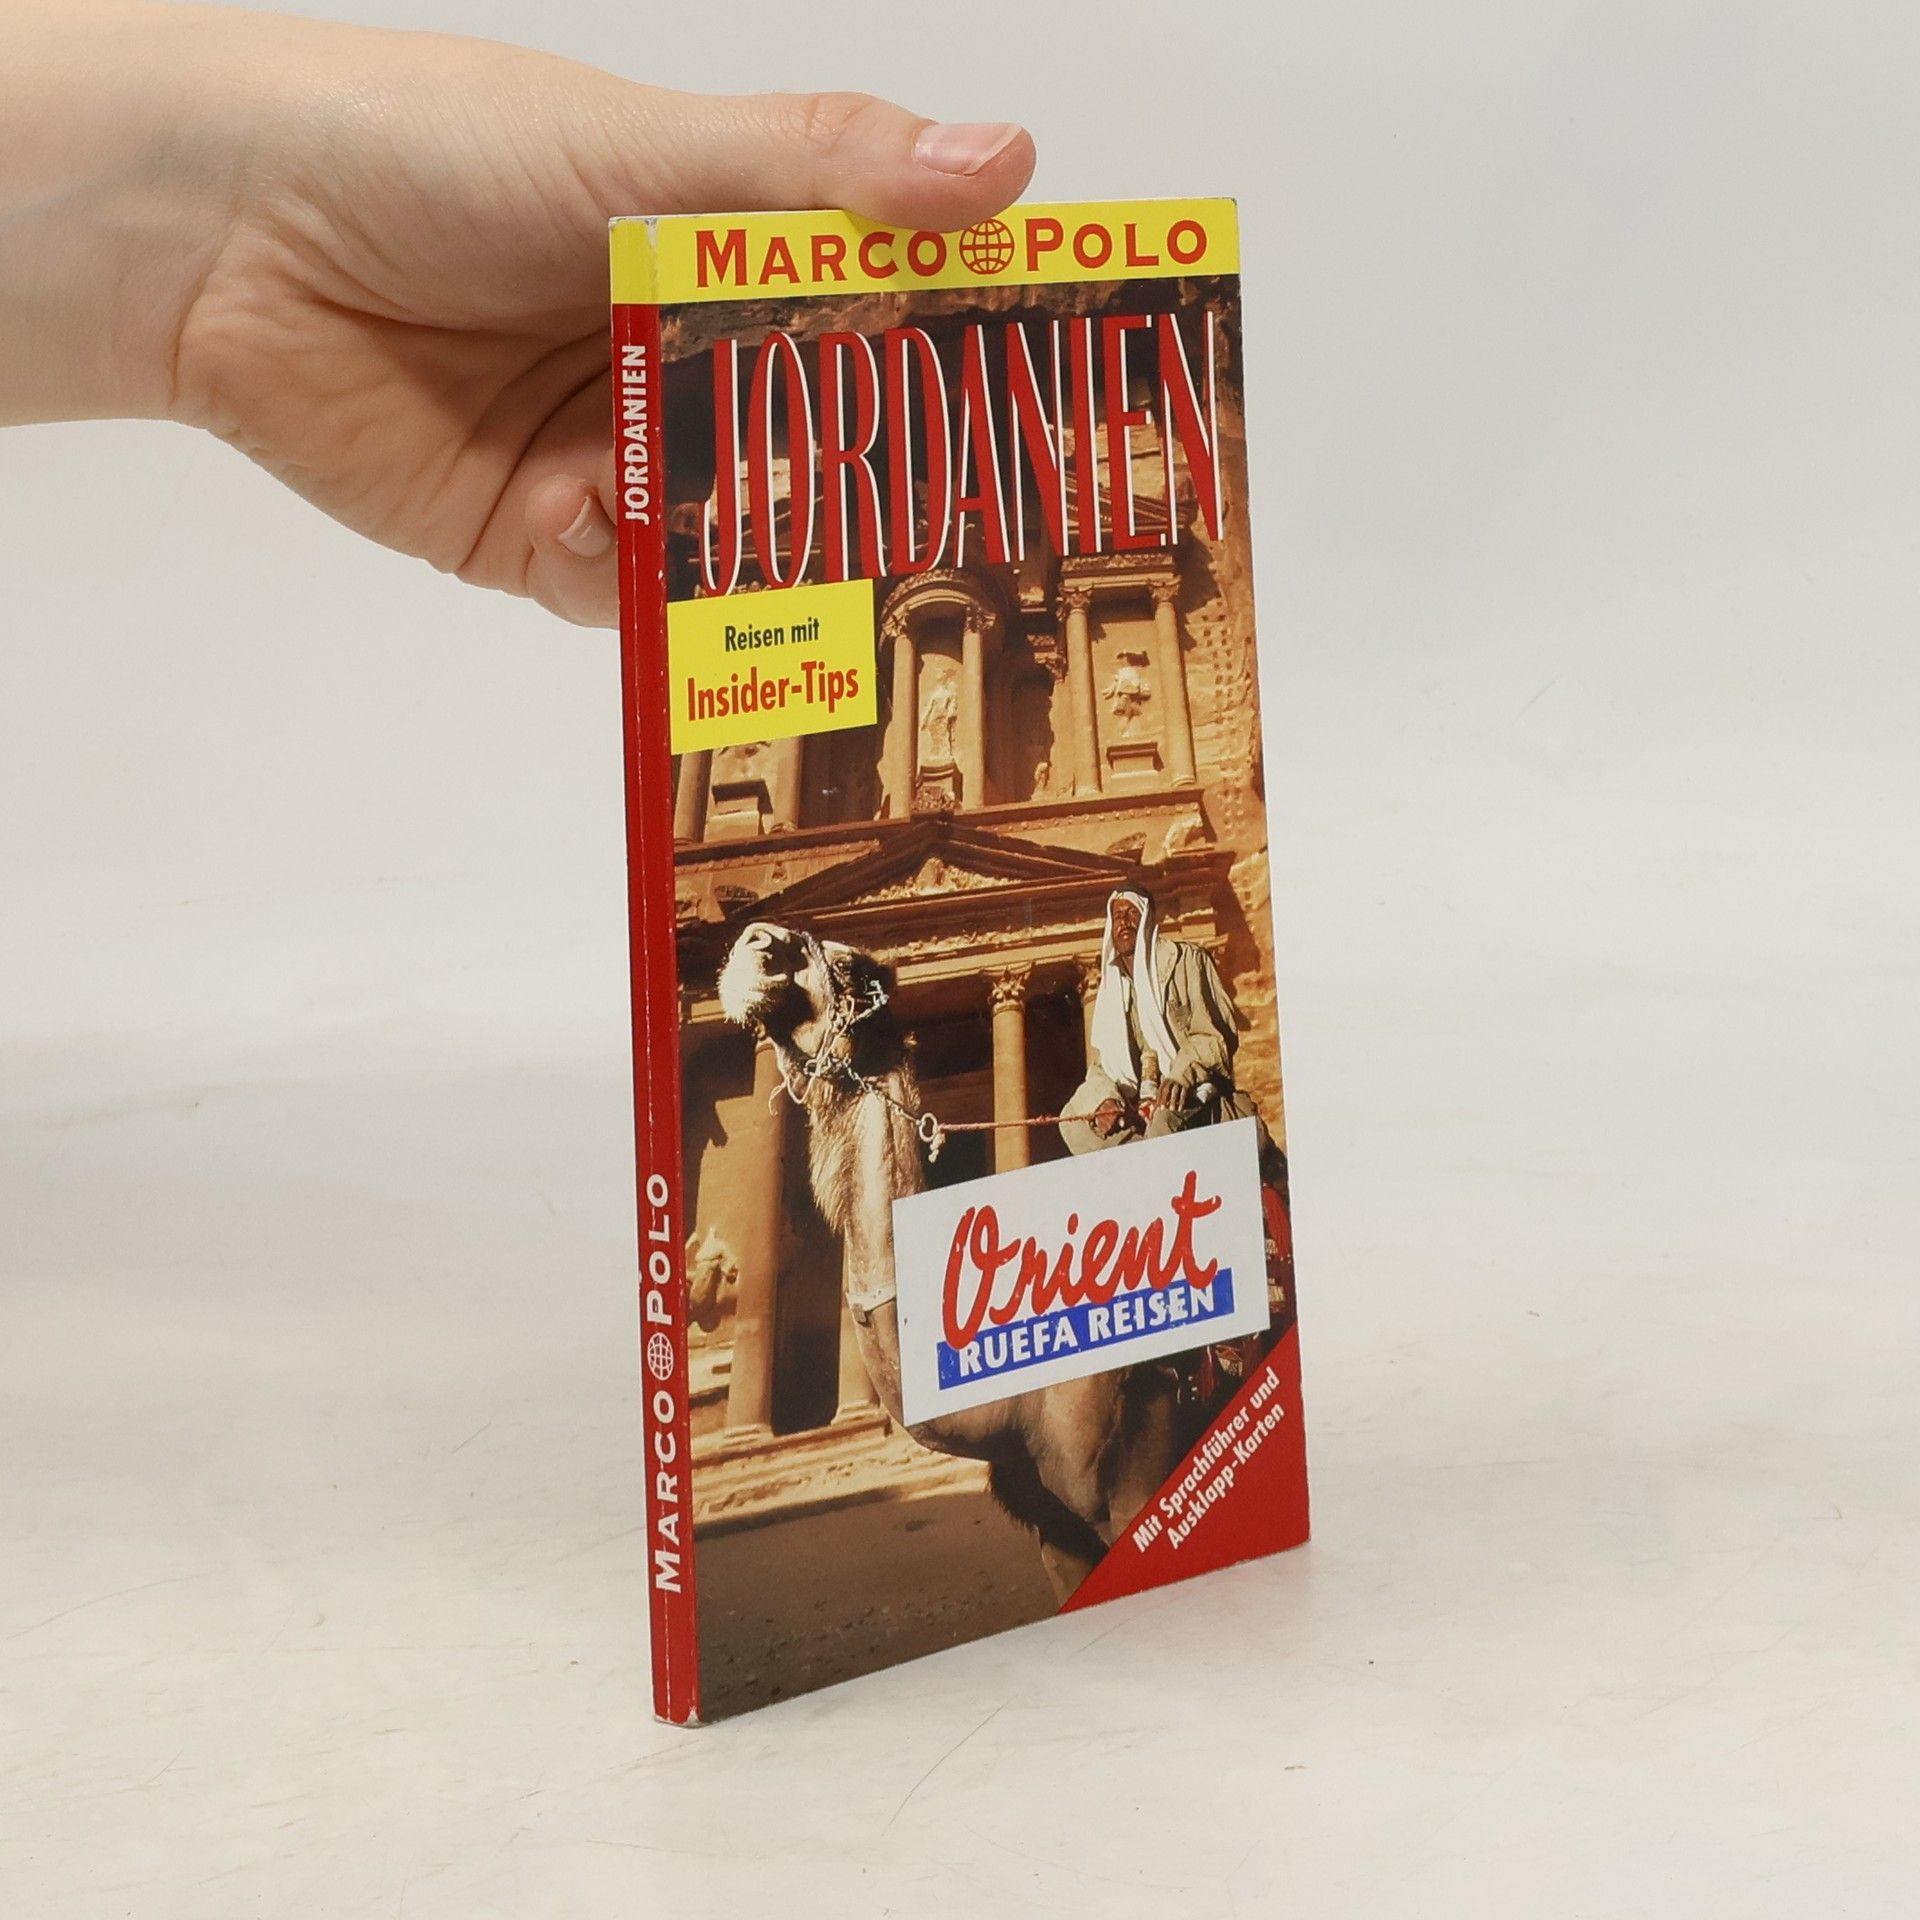 MARCO POLO
JORDANIEN
Reisen mit
Insider-Tips
Orient
RUEFA REISEN
Mit Sprachführer und
Ausklapp-Karten
JORDANIEN
MARCO POLO